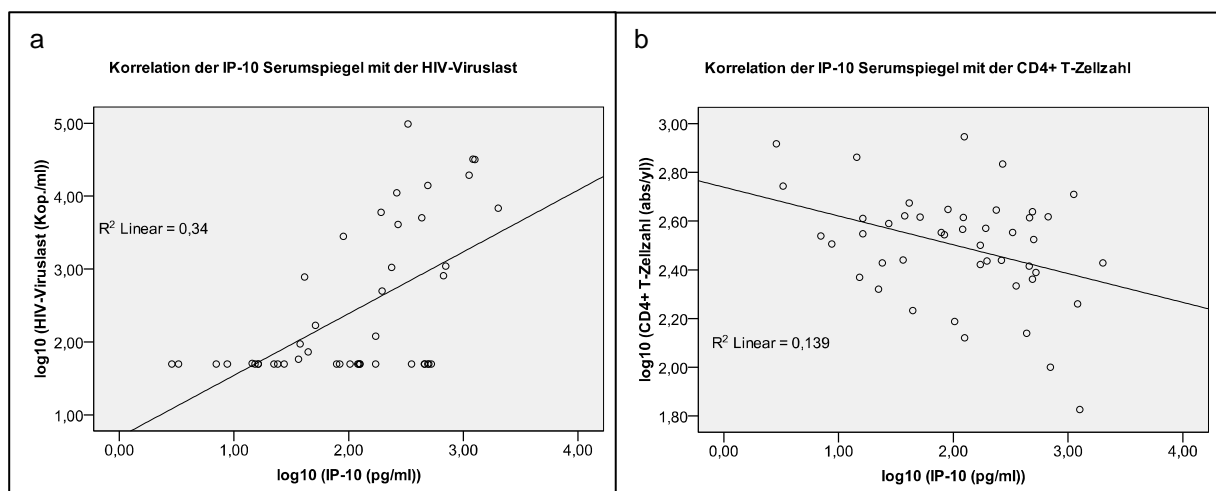 a
Korrelation der IP-10 Serumspiegel mit der HIV-Viruslast
log10 (HIV-Viruslast (Kop./ml))
5,00
4,00
3,00
2,00
1,00
R2 Linear = 0,34
0,00 1,00 2,00 3,00 4,00
log10 (IP-10 (pg/ml))
b
Korrelation der IP-10 Serumspiegel mit der CD4+ T-Zellzahl
log10 (CD4+ T-Zellzahl (abs/yl))
3,00
2,80
2,60
2,40
2,20
2,00
1,80
R2 Linear = 0,139
0,00 1,00 2,00 3,00 4,00
log10 (IP-10 (pg/ml))